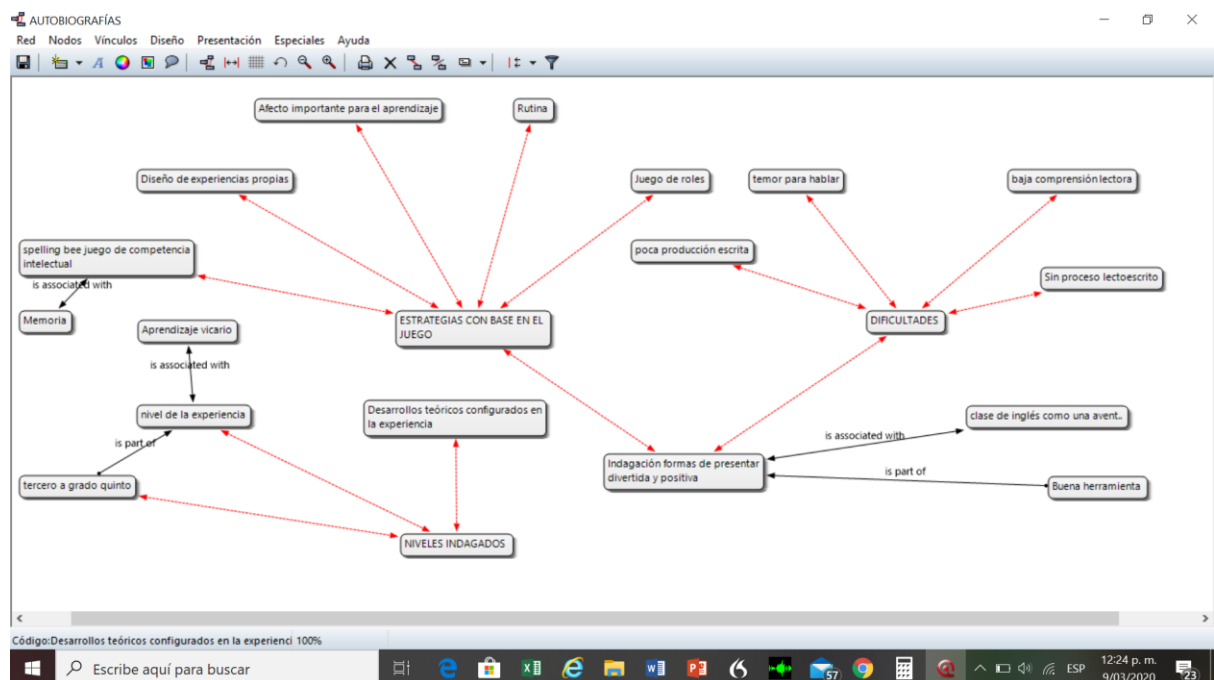 AUTOBIOGRAFÍAS
Red Nodos Vínculos Diseño Presentación Especiales Ayuda
Afecto importante para el aprendizaje
Rutina
Diseño de experiencias propias
Juego de roles
temor para hablar
baja comprensión lectora
spelling bee juego de competencia
intelectual
poca producción escrita
Sin proceso lectoescrito
is associated with
Memoria
Aprendizaje vicario
ESTRATEGIAS CON BASE EN EL
JUEGO
DIFICULTADES
is associated with
nivel de la experiencia
Desarrollos teóricos configurados en
la experiencia
clase de inglés como una avent..
is part of
is associated with
Indagación formas de presentar
divertida y positiva
is part of
tercero a grado quinto
Buena herramienta
NIVELES INDAGADOS
Código:Desarrollos teóricos configurados en la experienci 100%
Escribe aquí para buscar
57
ESP
12:24 p. m.
9/03/2020
23